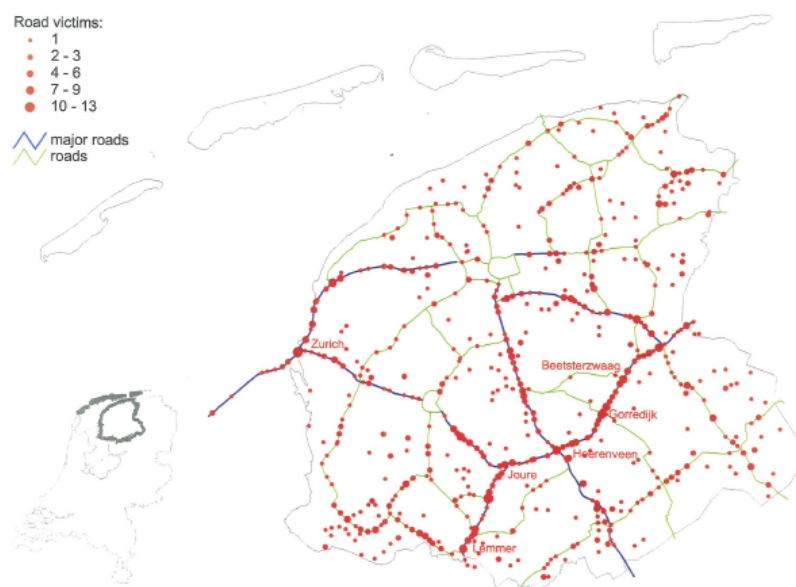 Road victims:
1
2 - 3
4 - 6
7 - 9
10 - 13
major roads
roads
Zurich
Beetsterzwaag
Gorredijk
Heerenveen
Joure
Lemmer